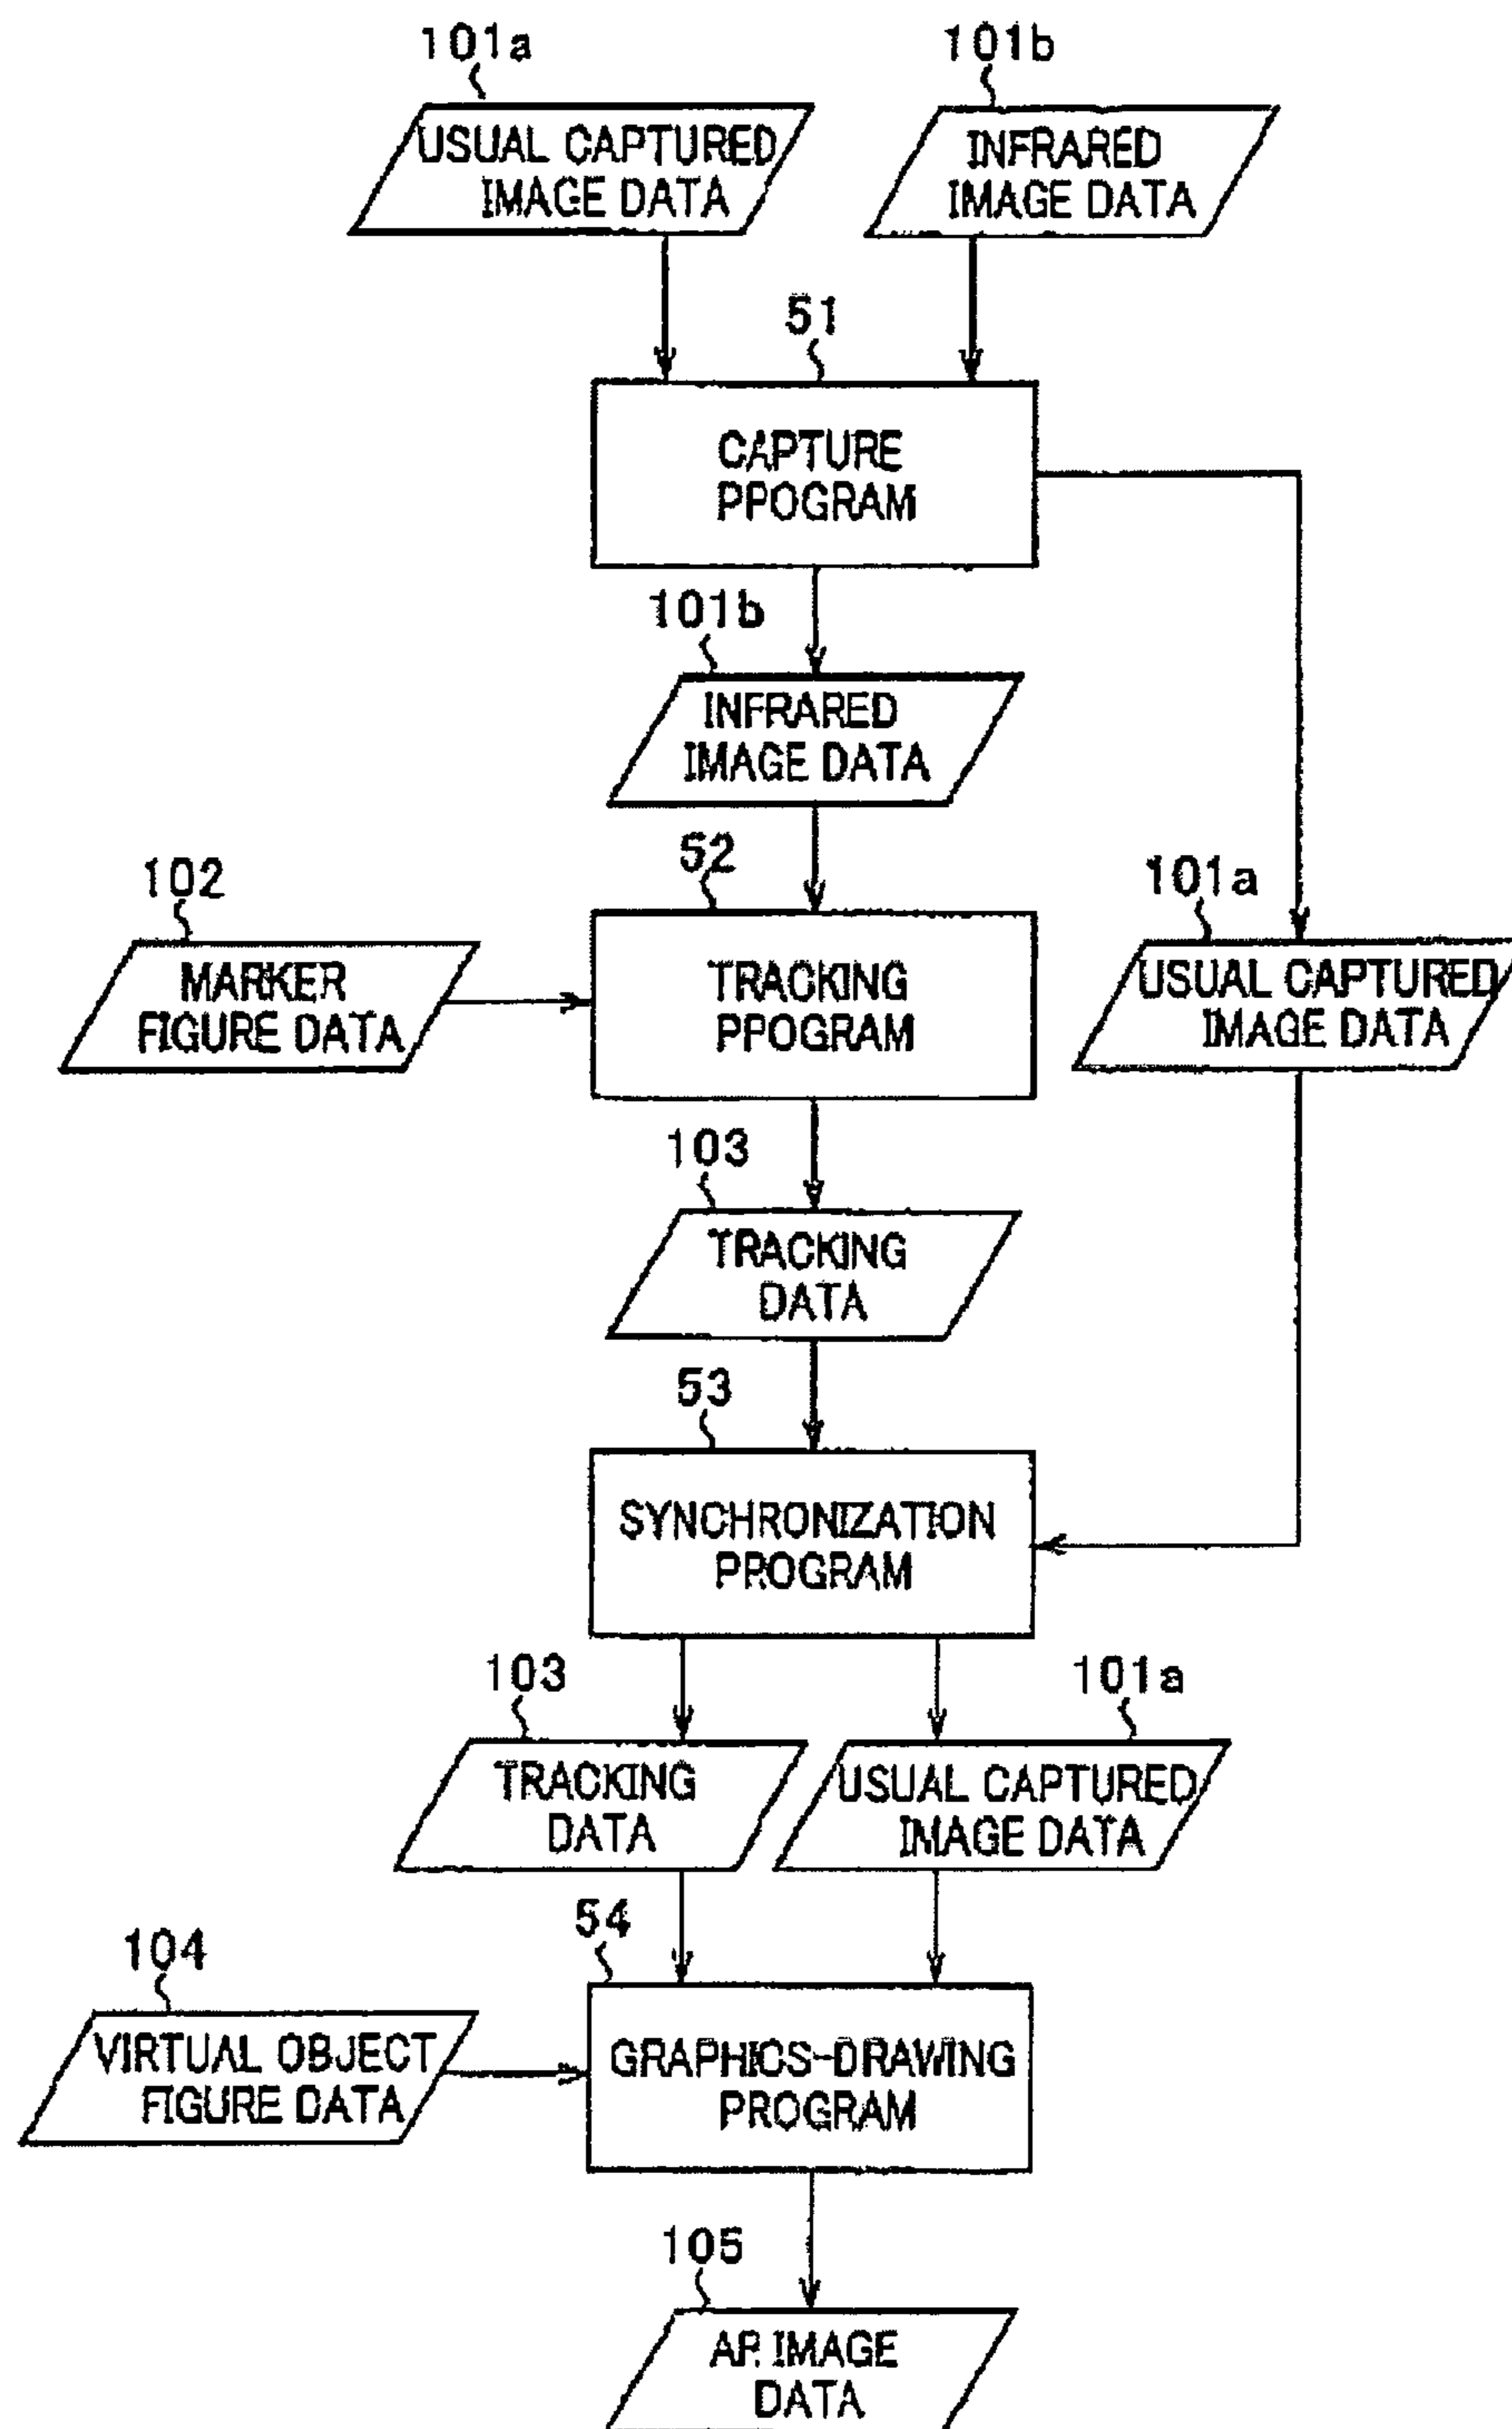 101a
101b
USUAL CAPTURED
IMAGE DATA
INFRARED
IMAGE DATA
51
CAPTURE
PPOGRAM
101b
INFRARED
IMAGE DATA
52
102
101a
MARKER
FIGURE DATA
TRACKING
PPOGRAM
USUAL CAPTURED
IMAGE DATA
103
TRACKING
DATA
53
SYNCHRONIZATION
PROGRAM
103
101a
TRACKING
DATA
USUAL CAPTURED
IMAGE DATA
54
104
VIRTUAL OBJECT
FIGURE DATA
GRAPHICS-DRAWING
PROGRAM
105
AR IMAGE
DATA